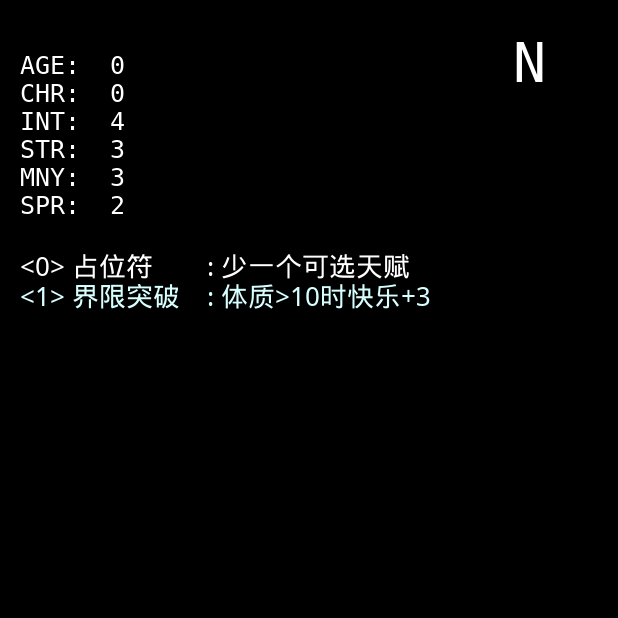 N
AGE: 0
CHR: 0
INT: 4
STR: 3
MNY: 3
SPR: 2
<0> 占位符 : 少一个可选天赋
<1> 界限突破 : 体质>10时快乐+3